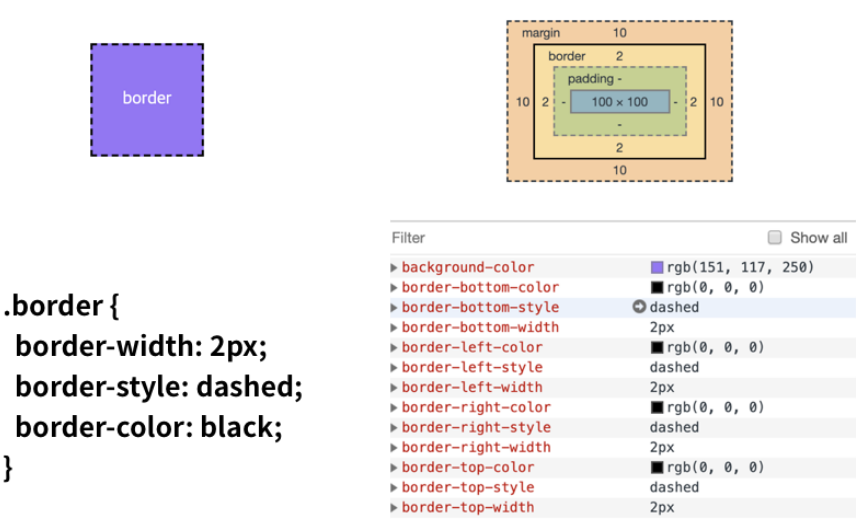 border
margin 10
border 2
padding -
10 2 - 100 × 100 - 2 10
-
2
10
Filter Show all
background-color rgb(151, 117, 250)
border-bottom-color rgb(0, 0, 0)
border-bottom-style dashed
border-bottom-width 2px
border-left-color rgb(0, 0, 0)
border-left-style dashed
border-left-width 2px
border-right-color rgb(0, 0, 0)
border-right-style dashed
border-right-width 2px
border-top-color rgb(0, 0, 0)
border-top-style dashed
border-top-width 2px
.border {
border-width: 2px;
border-style: dashed;
border-color: black;
}